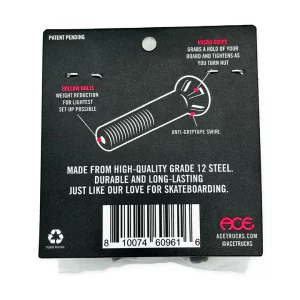 PATENT PENDING
MICRO-GRIPS
GRABS A HOLD OF YOUR
BOARD AND TIGHTENS AS
YOU TURN NUT
HOLLOW BOLTS
WEIGHT REDUCTION
FOR LIGHTEST
SET-UP POSSIBLE
ANTI-GRIPTAPE SWIRL
MADE FROM HIGH-QUALITY GRADE 12 STEEL.
DURABLE AND LONG-LASTING
JUST LIKE OUR LOVE FOR SKATEBOARDING.
ACE
ACETRUCKS.COM
@ACETRUCKS
8 10074 60961 6